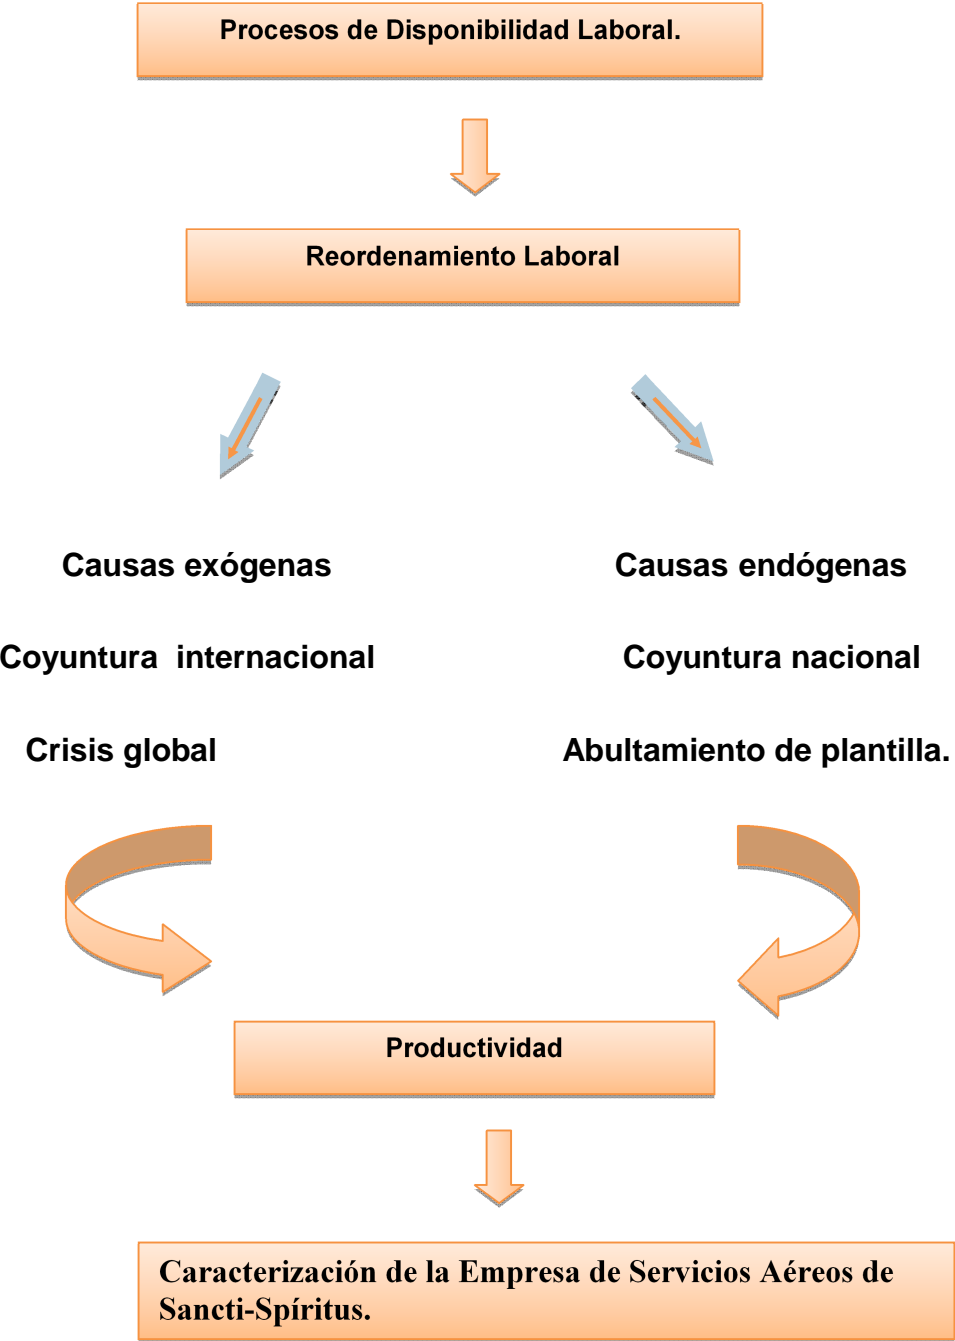 Procesos de Disponibilidad Laboral.
Reordenamiento Laboral
Causas exógenas
Causas endógenas
Coyuntura internacional
Coyuntura nacional
Crisis global
Abultamiento de plantilla.
Productividad
Caracterización de la Empresa de Servicios Aéreos de
Sancti-Spíritus.